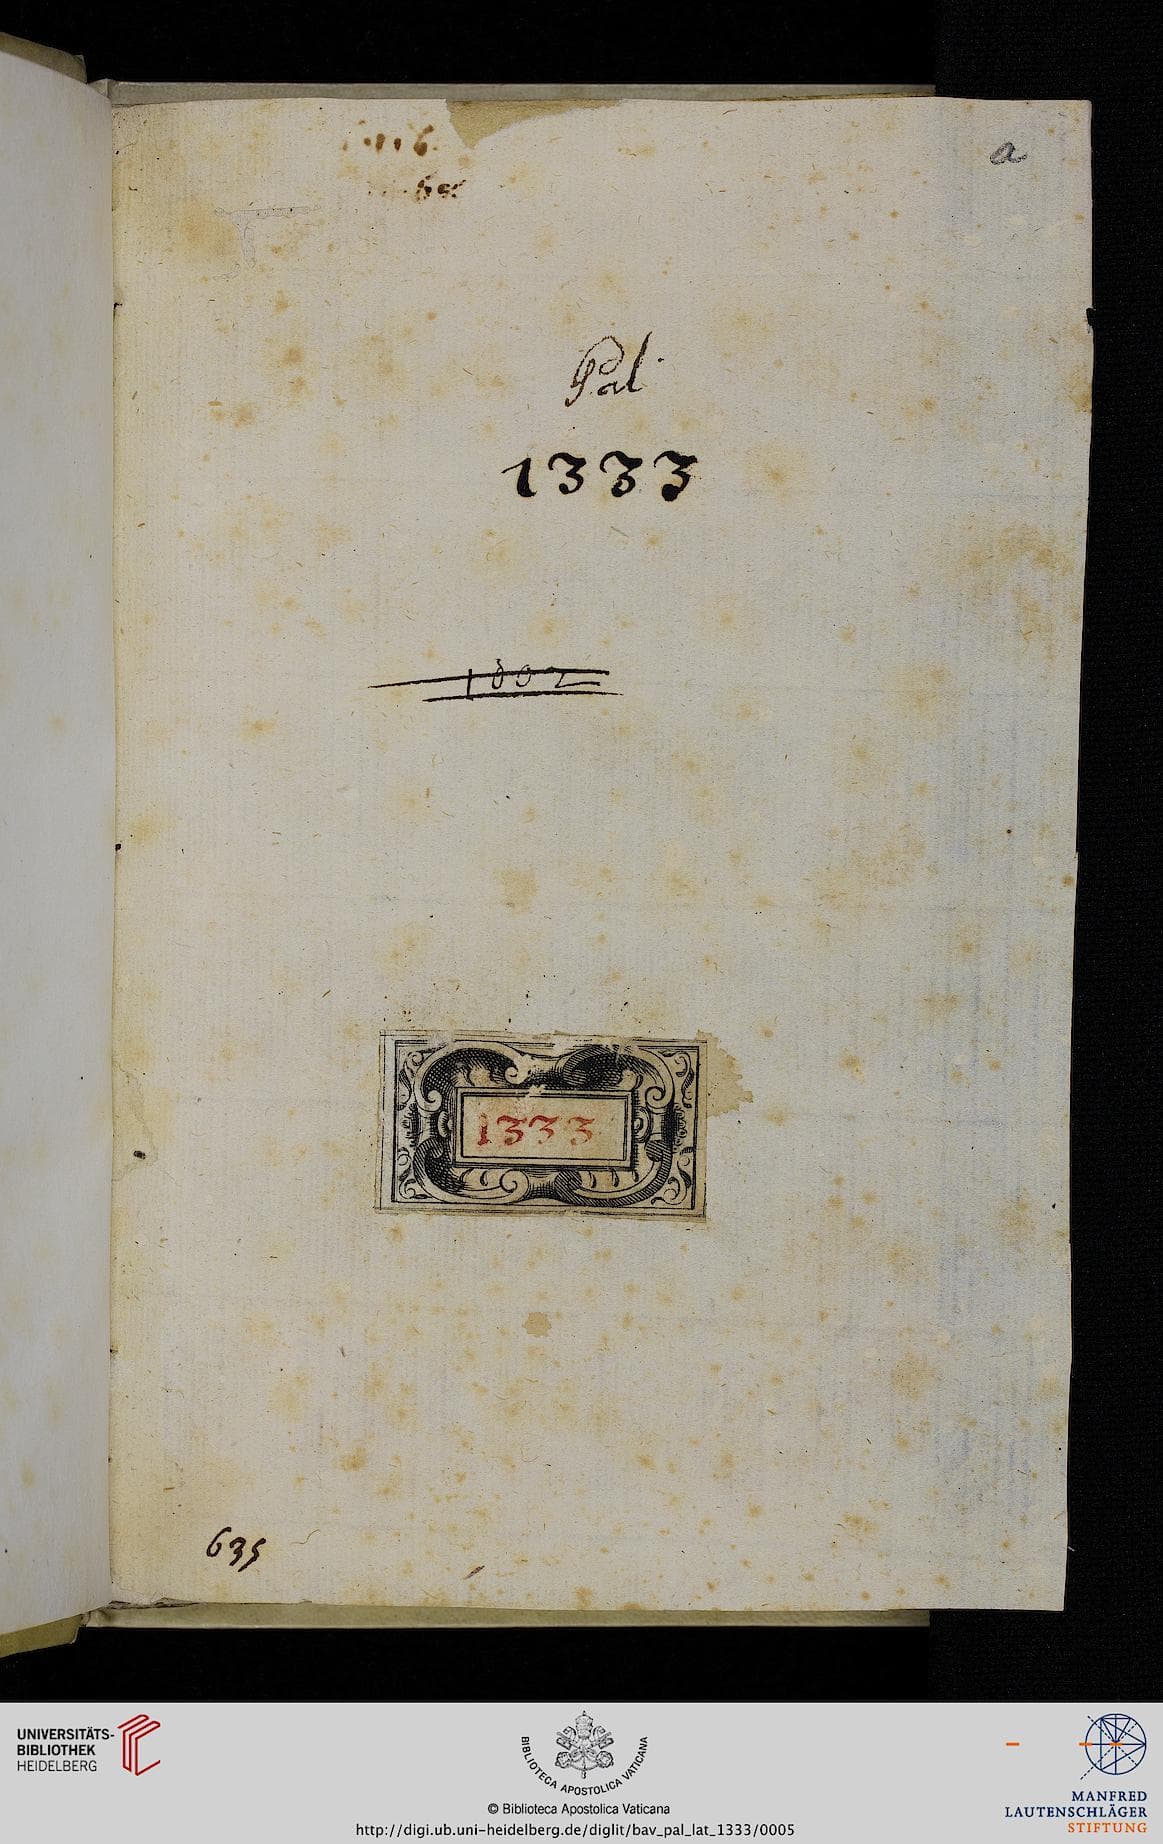 a
Pal
1333
1802
1333
635
UNIVERSITÄTS-
BIBLIOTHEK
HEIDELBERG
BIBLIOTECA APOSTOLICA VATICANA
© Biblioteca Apostolica Vaticana
http://digi.ub.uni-heidelberg.de/diglit/bav_pal_lat_1333/0005
MANFRED
LAUTENSCHLÄGER
STIFTUNG